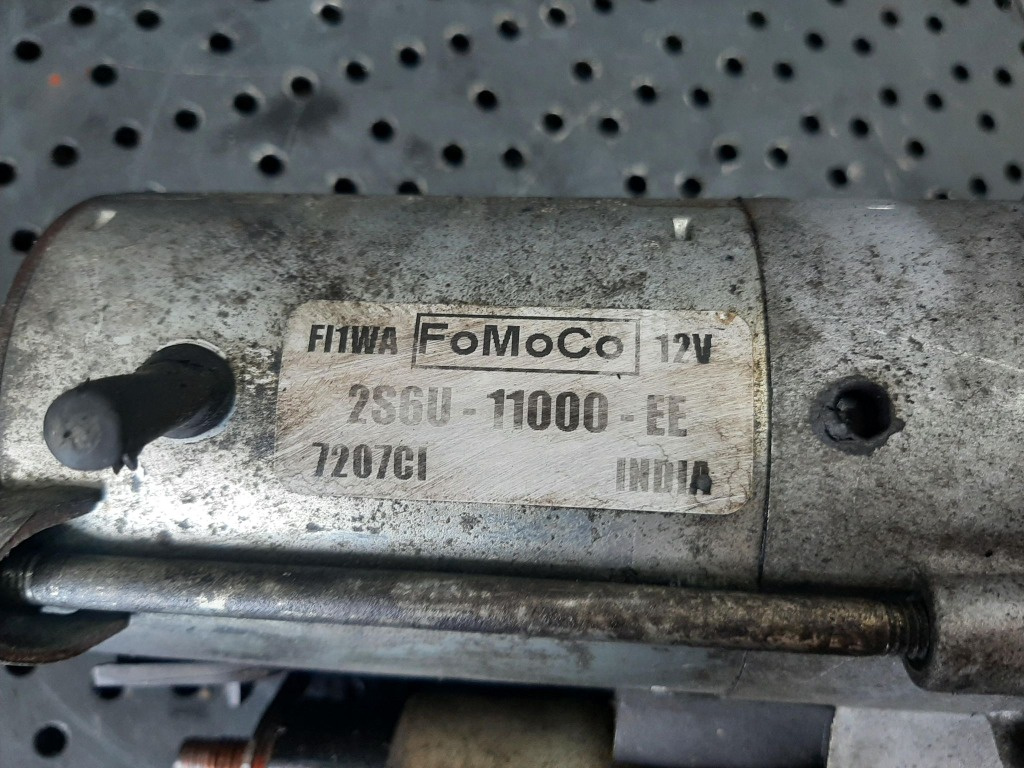 FI1WA FoMoCo 12V
2S6U - 11000 - EE
7207CI INDIA